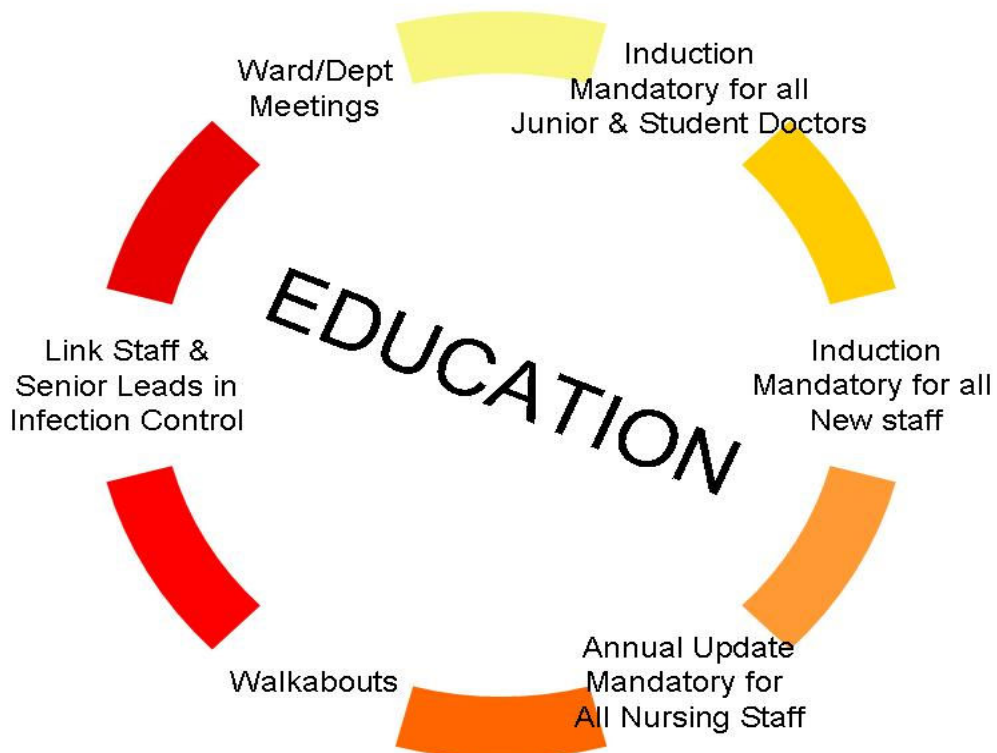 Ward/Dept
Meetings
Induction
Mandatory for all
Junior & Student Doctors
EDUCATION
Link Staff &
Senior Leads in
Infection Control
Induction
Mandatory for all
New staff
Walkabouts
Annual Update
Mandatory for
All Nursing Staff